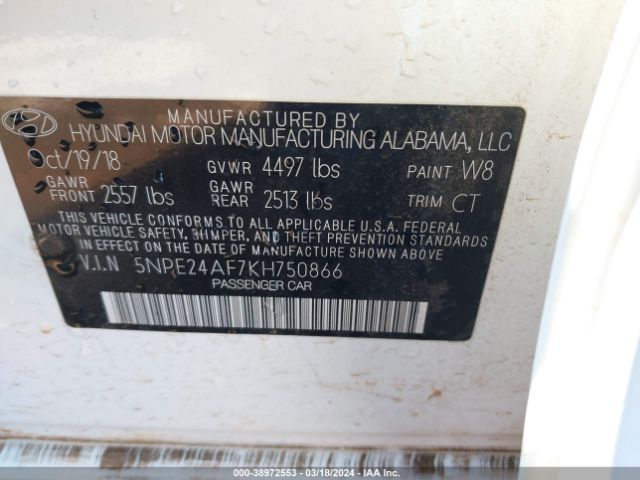 MANUFACTURED BY
HYUNDAI MOTOR MANUFACTURING ALABAMA, LLC
Oct/19/18 GVWR 4497 lbs PAINT W8
GAWR FRONT 2557 lbs GAWR REAR 2513 lbs TRIM CT
THIS VEHICLE CONFORMS TO ALL APPLICABLE U.S.A. FEDERAL
MOTOR VEHICLE SAFETY, BUMPER, AND THEFT PREVENTION STANDARDS
IN EFFECT ON THE DATE OF MANUFACTURE SHOWN ABOVE.
V.I.N 5NPE24AF7KH750866
PASSENGER CAR
000-38972553 - 03/18/2024 - IAA Inc.